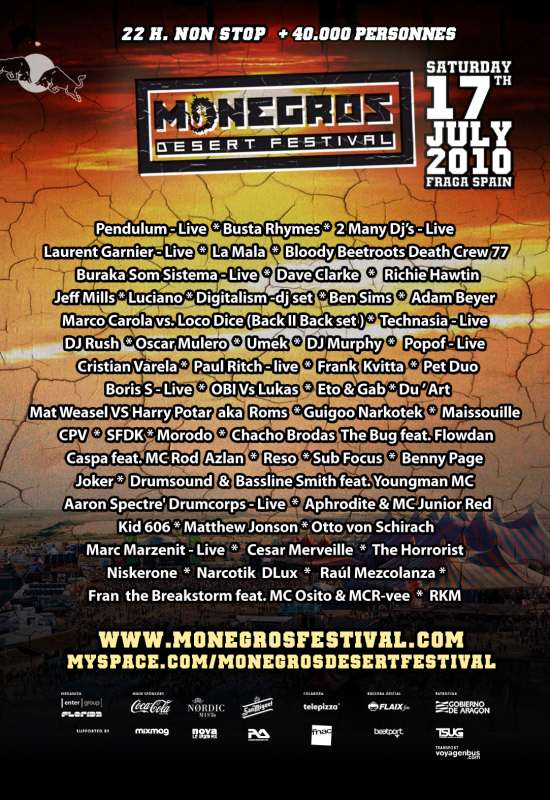 22 H. NON STOP + 40.000 PERSONNES
MONEGROS
DESERT FESTIVAL
SATURDAY
17TH
JULY
2010
FRAGA SPAIN
Pendulum - Live * Busta Rhymes * 2 Many Dj's - Live
Laurent Garnier - Live * La Mala * Bloody Beetroots Death Crew 77
Buraka Som Sistema - Live * Dave Clarke * Richie Hawtin
Jeff Mills * Luciano * Digitalism -dj set * Ben Sims * Adam Beyer
Marco Carola vs. Loco Dice (Back II Back set ) * Technasia - Live
DJ Rush * Oscar Mulero * Umek * DJ Murphy * Popof - Live
Cristian Varela * Paul Ritch - live * Frank Kvitta * Pet Duo
Boris S - Live * OBI Vs Lukas * Eto & Gab * Du ' Art
Mat Weasel VS Harry Potar aka Roms * Guigoo Narkotek * Maissouille
CPV * SFDK * Morodo * Chacho Brodas The Bug feat. Flowdan
Caspa feat. MC Rod Azlan * Reso * Sub Focus * Benny Page
Joker * Drumsound & Bassline Smith feat. Youngman MC
Aaron Spectre' Drumcorps - Live * Aphrodite & MC Junior Red
Kid 606 * Matthew Jonson * Otto von Schirach
Marc Marzenit - Live * Cesar Merveille * The Horrorist
Niskerone * Narcotik DLux * Raúl Mezcolanza *
Fran the Breakstorm feat. MC Osito & MCR-vee * RKM
WWW.MONEGROSFESTIVAL.COM
MYSPACE.COM/MONEGROSDESERTFESTIVAL
MAIN SPONSORS
COLABORA
PATROCINA
enter group
florida
Coca-Cola
NORDIC
MISTs
San Miguel
telepizza
FLAIX fm
GOBIERNO
DE ARAGON
SUPPORTED BY
mixmag
nova
fnac
beatport
TSUG
TRANSPORT
voyagenbus
.com